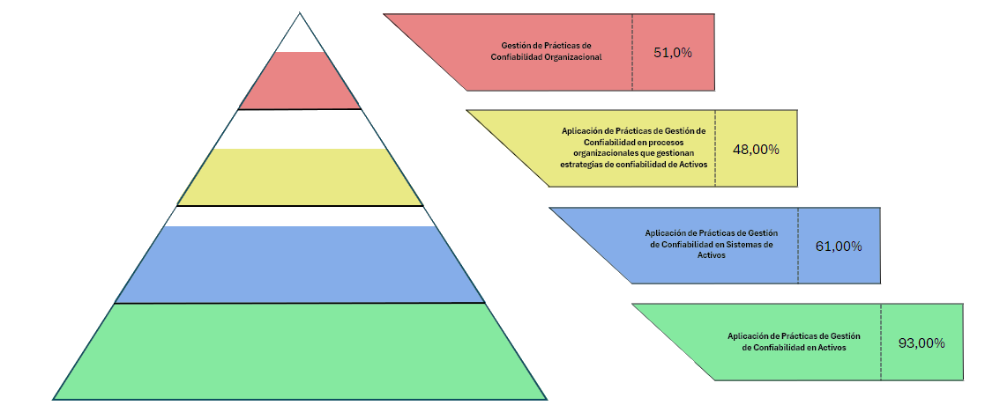 Gestión de Prácticas de
Confiabilidad Organizacional
51,0%
Aplicación de Prácticas de Gestión de
Confiabilidad en procesos
organizacionales que gestionan
estrategias de confiabilidad de Activos
48,00%
Aplicación de Prácticas de Gestión
de Confiabilidad en Sistemas de
Activos
61,00%
Aplicación de Prácticas de Gestión
de Confiabilidad en Activos
93,00%